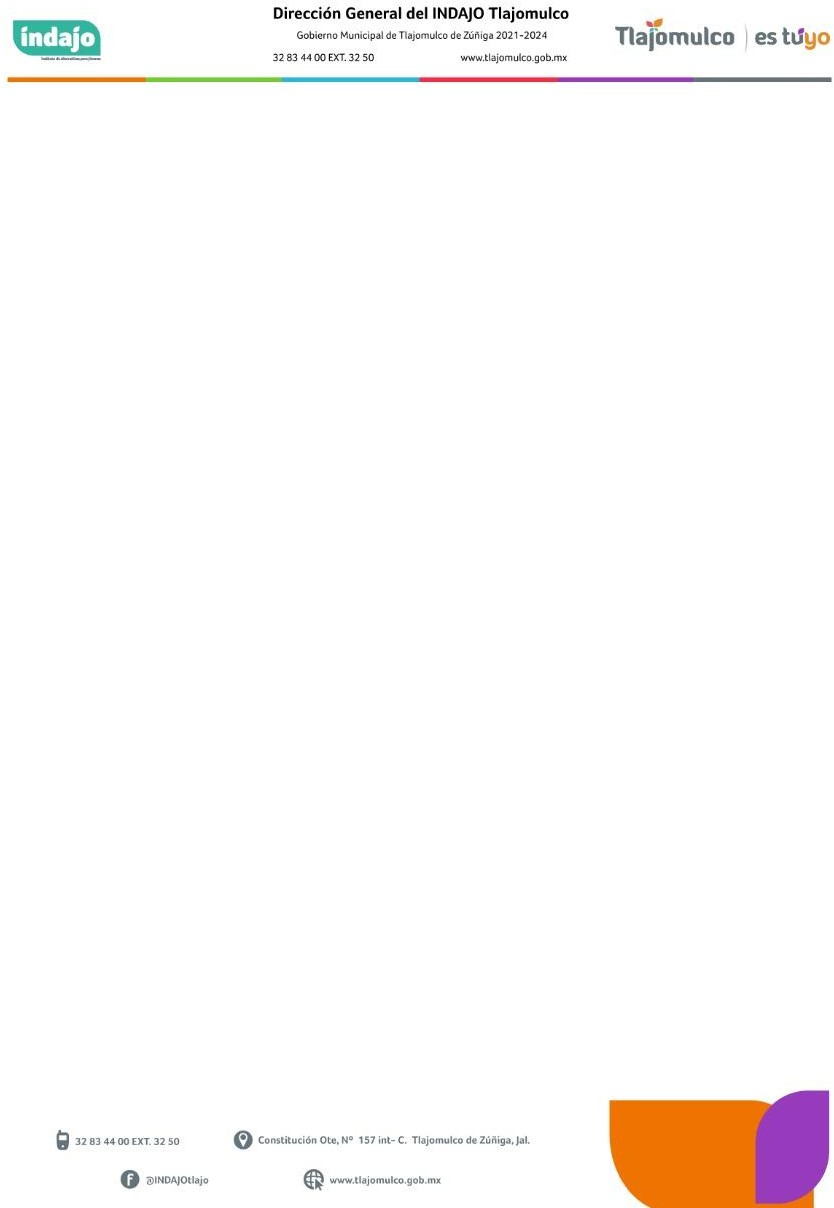 Dirección General del INDAJO Tlajomulco
indajo
Gobierno Municipal de Tlajomulco de Zúñiga 2021-2024
Tlajomulco | es tuyo
32 83 44 00 EXT. 32 50 www.tlajomulco.gob.mx
32 83 44 00 EXT. 32 50 Constitución Ote, Nº 157 int- C. Tlajomulco de Zúñiga, Jal.
@INDAJOtlajo www.tlajomulco.gob.mx